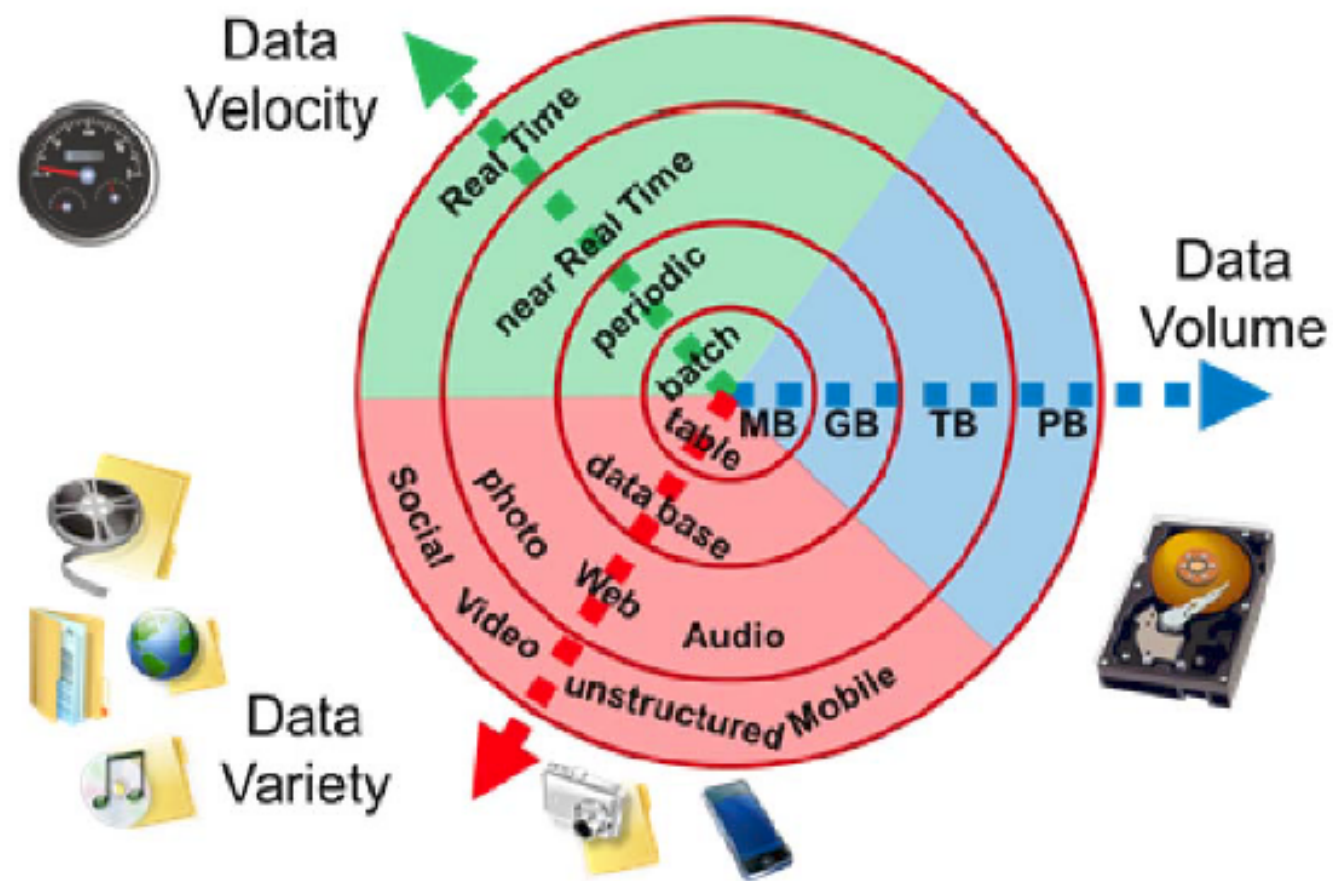 Data
Velocity
Real Time
near Real Time
periodic
batch
Data
Volume
MB GB TB PB
table
data base
photo Web Audio
Social Video unstructured Mobile
Data
Variety